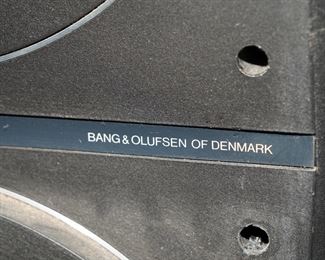 BANG & OLUFSEN OF DENMARK